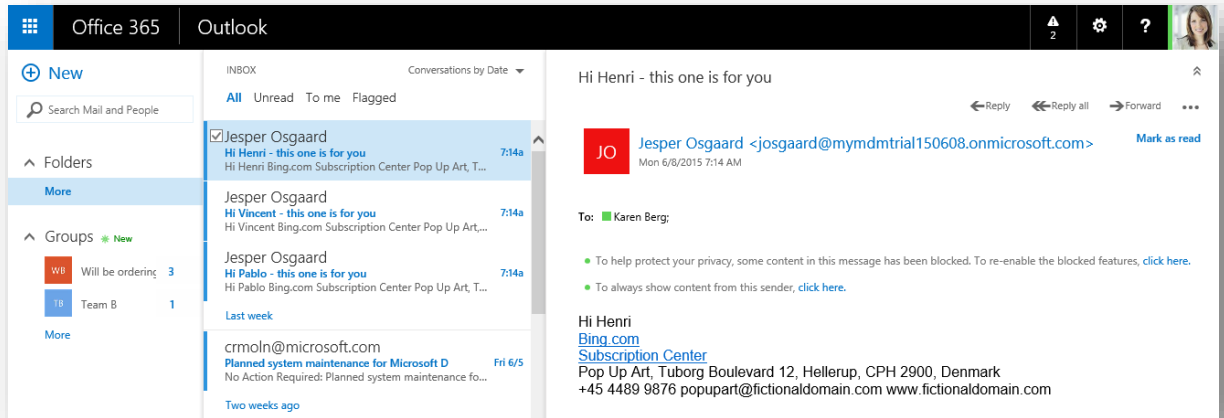 Office 365
Outlook
2
?
New
Search Mail and People
Folders
More
Groups New
WB Will be ordering 3
TB Team B 1
More
INBOX
Conversations by Date
All Unread To me Flagged
Jesper Osgaard
Hi Henri - this one is for you 7:14a
Hi Henri Bing.com Subscription Center Pop Up Art, T...
Jesper Osgaard
Hi Vincent - this one is for you 7:14a
Hi Vincent Bing.com Subscription Center Pop Up Art,...
Jesper Osgaard
Hi Pablo - this one is for you 7:14a
Hi Pablo Bing.com Subscription Center Pop Up Art, T...
Last week
crmoln@microsoft.com
Planned system maintenance for Microsoft D Fri 6/5
No Action Required: Planned system maintenance fo...
Two weeks ago
Hi Henri - this one is for you
Reply Reply all Forward ...
JO
Jesper Osgaard <josgaard@mymdmtrial150608.onmicrosoft.com>
Mark as read
Mon 6/8/2015 7:14 AM
To: Karen Berg;
To help protect your privacy, some content in this message has been blocked. To re-enable the blocked features, click here.
To always show content from this sender, click here.
Hi Henri
Bing.com
Subscription Center
Pop Up Art, Tuborg Boulevard 12, Hellerup, CPH 2900, Denmark
+45 4489 9876 popupart@fictionaldomain.com www.fictionaldomain.com